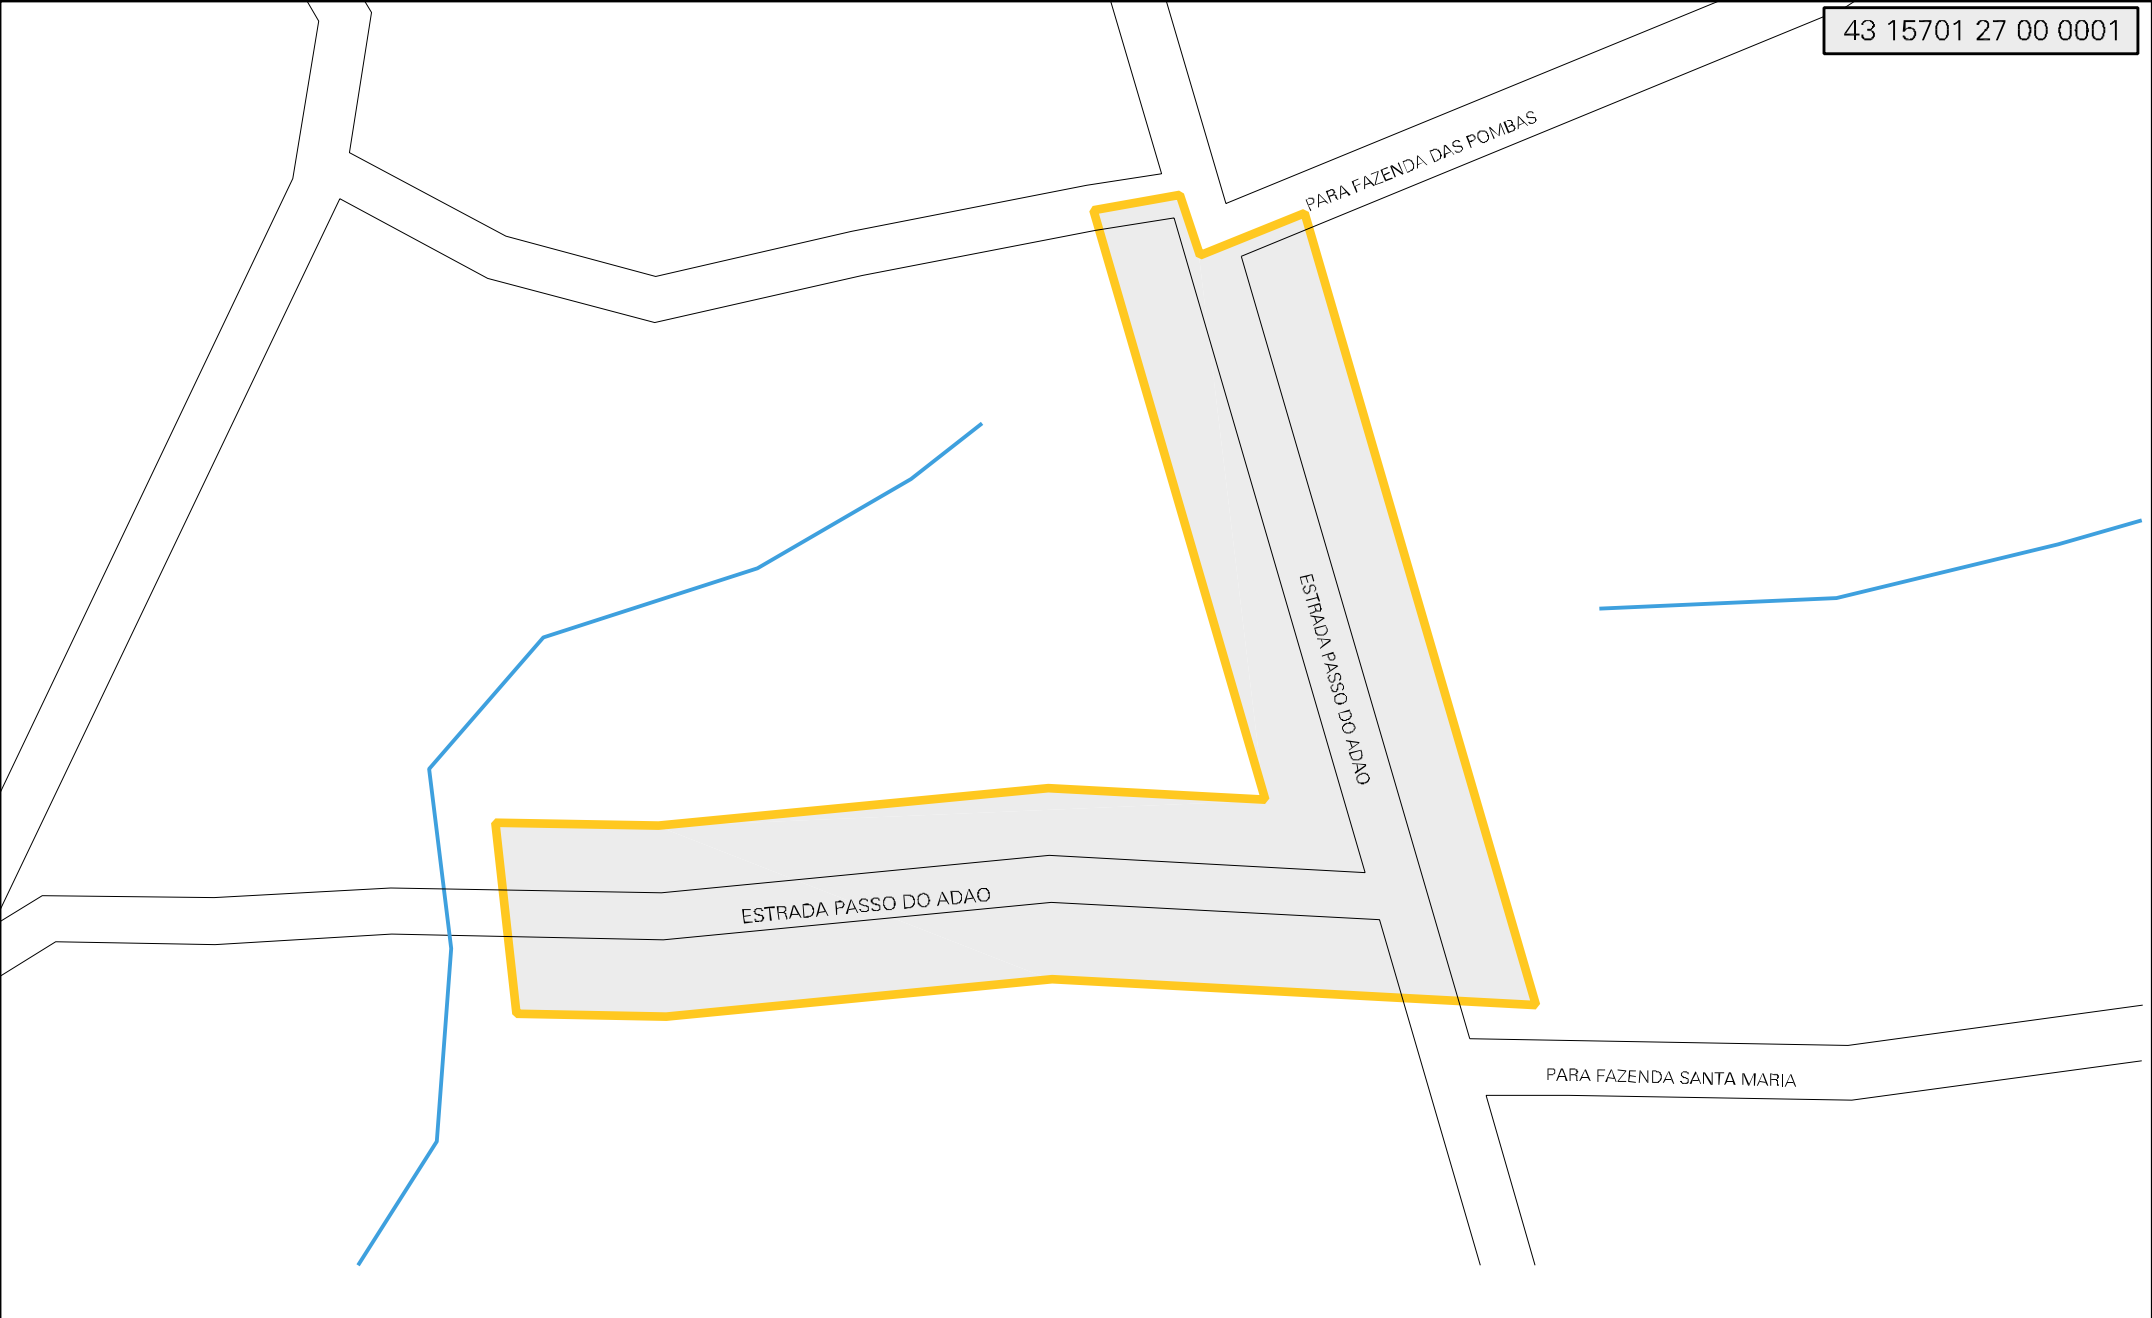 43 15701 27 00 0001
PARA FAZENDA DAS POMBAS
ESTRADA PASSO DO ADAO
ESTRADA PASSO DO ADAO
PARA FAZENDA SANTA MARIA